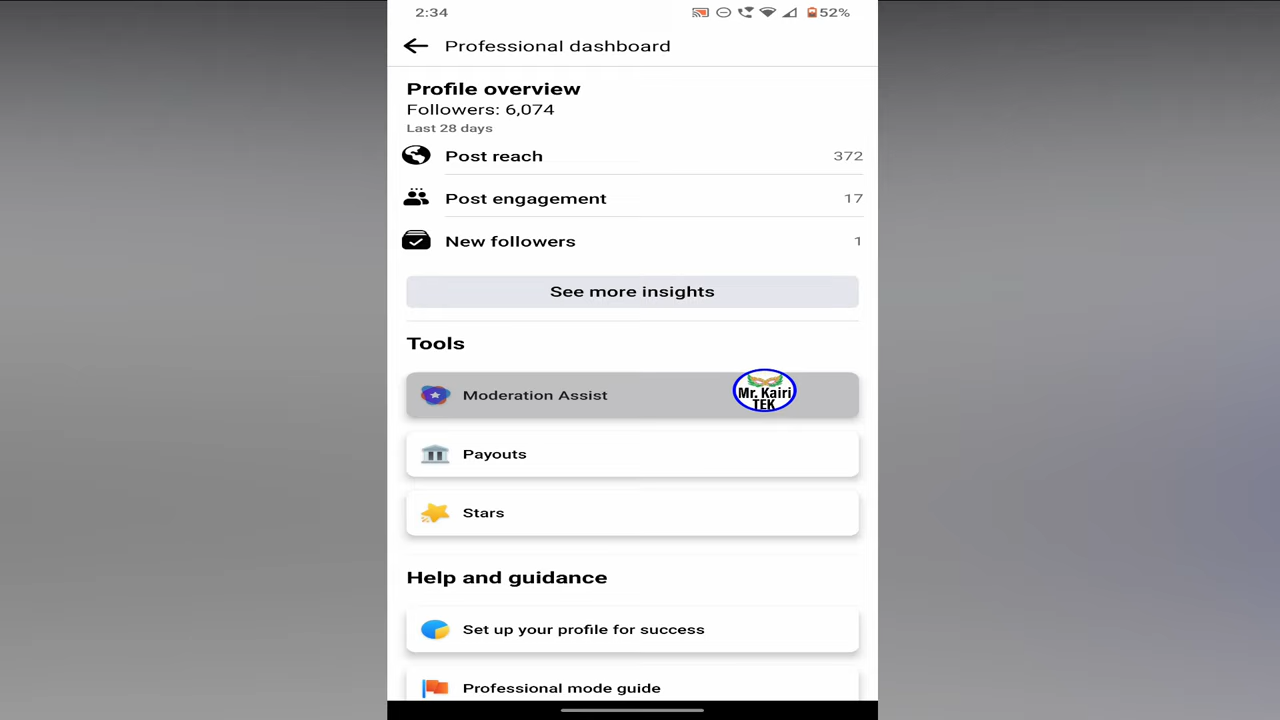 2:34
52%
Professional dashboard
Profile overview
Followers: 6,074
Last 28 days
Post reach
372
Post engagement
17
New followers
1
See more insights
Tools
Moderation Assist
Mr. Kairi
TEK
Payouts
Stars
Help and guidance
Set up your profile for success
Professional mode guide